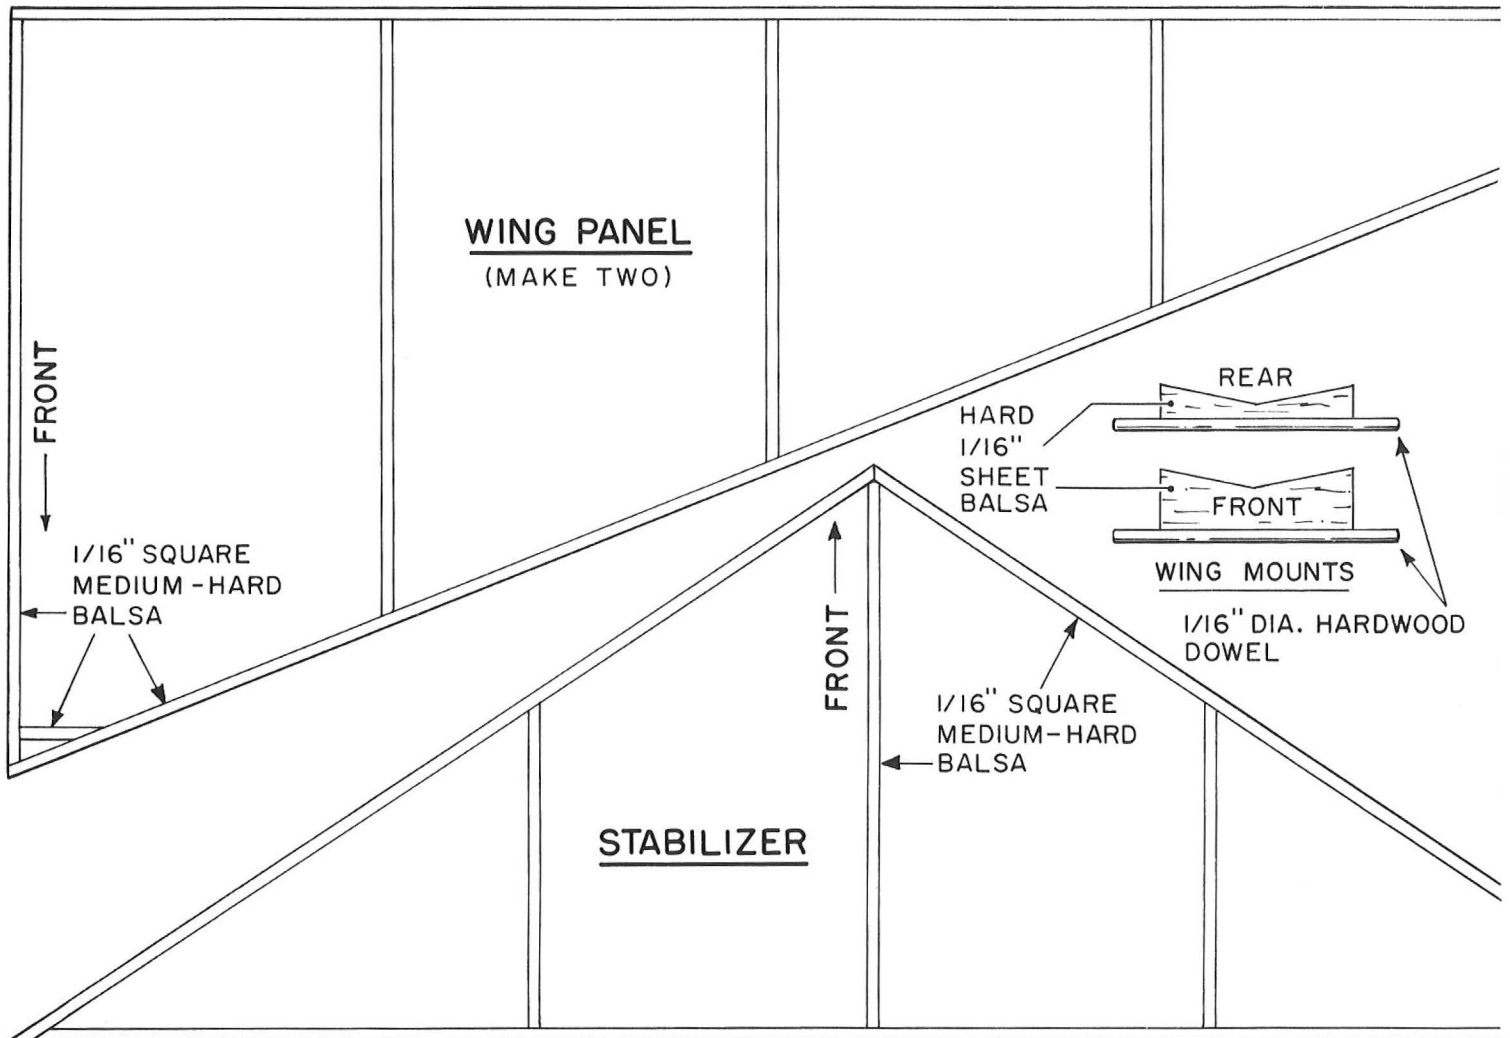 WING PANEL
(MAKE TWO)
FRONT
1/16" SQUARE
MEDIUM-HARD
BALSA
REAR
HARD
1/16"
SHEET
BALSA
FRONT
WING MOUNTS
1/16" DIA. HARDWOOD
DOWEL
FRONT
1/16" SQUARE
MEDIUM-HARD
BALSA
STABILIZER